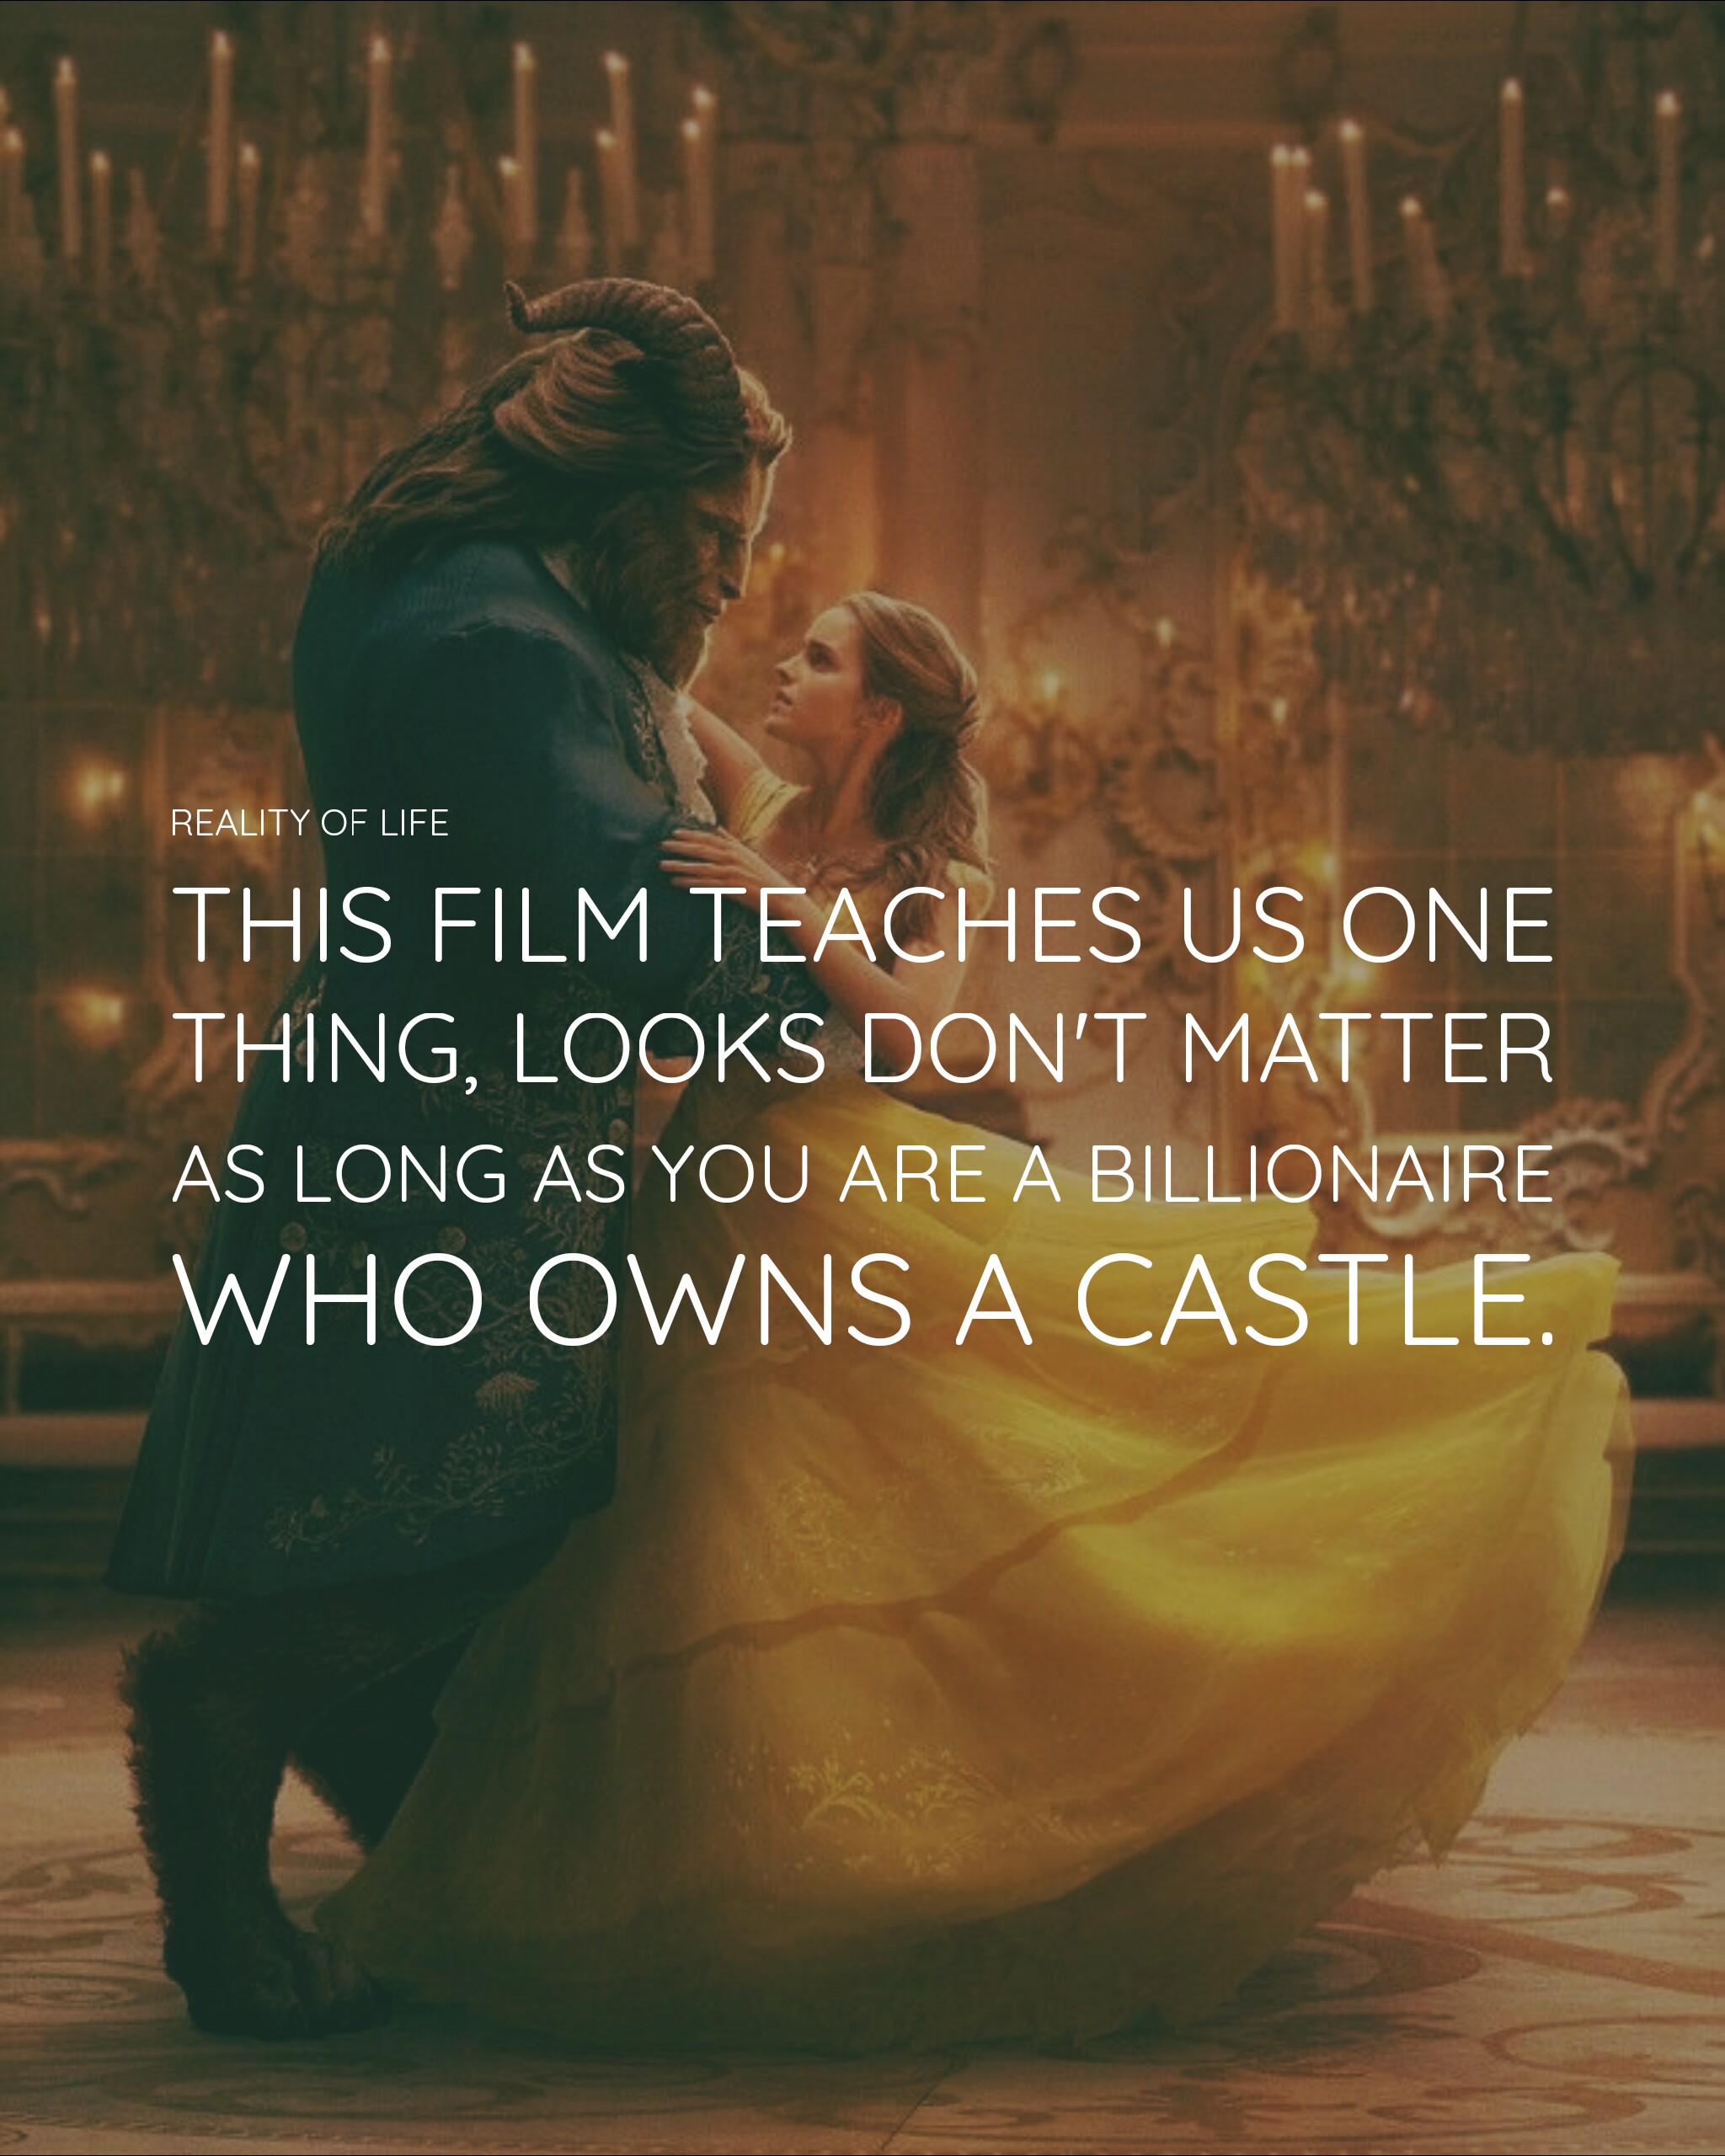 REALITY OF LIFE
THIS FILM TEACHES US ONE
THING, LOOKS DON'T MATTER
AS LONG AS YOU ARE A BILLIONAIRE
WHO OWNS A CASTLE.